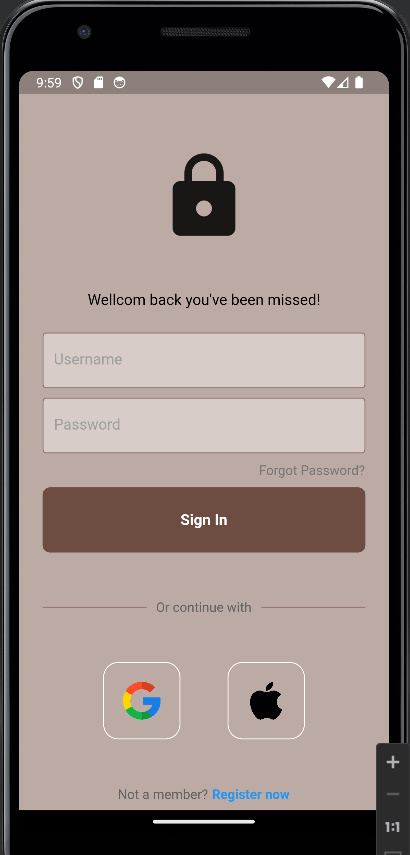 9:59
Wellcom back you've been missed!
Username
Password
Forgot Password?
Sign In
Or continue with
Not a member? Register now
1:1